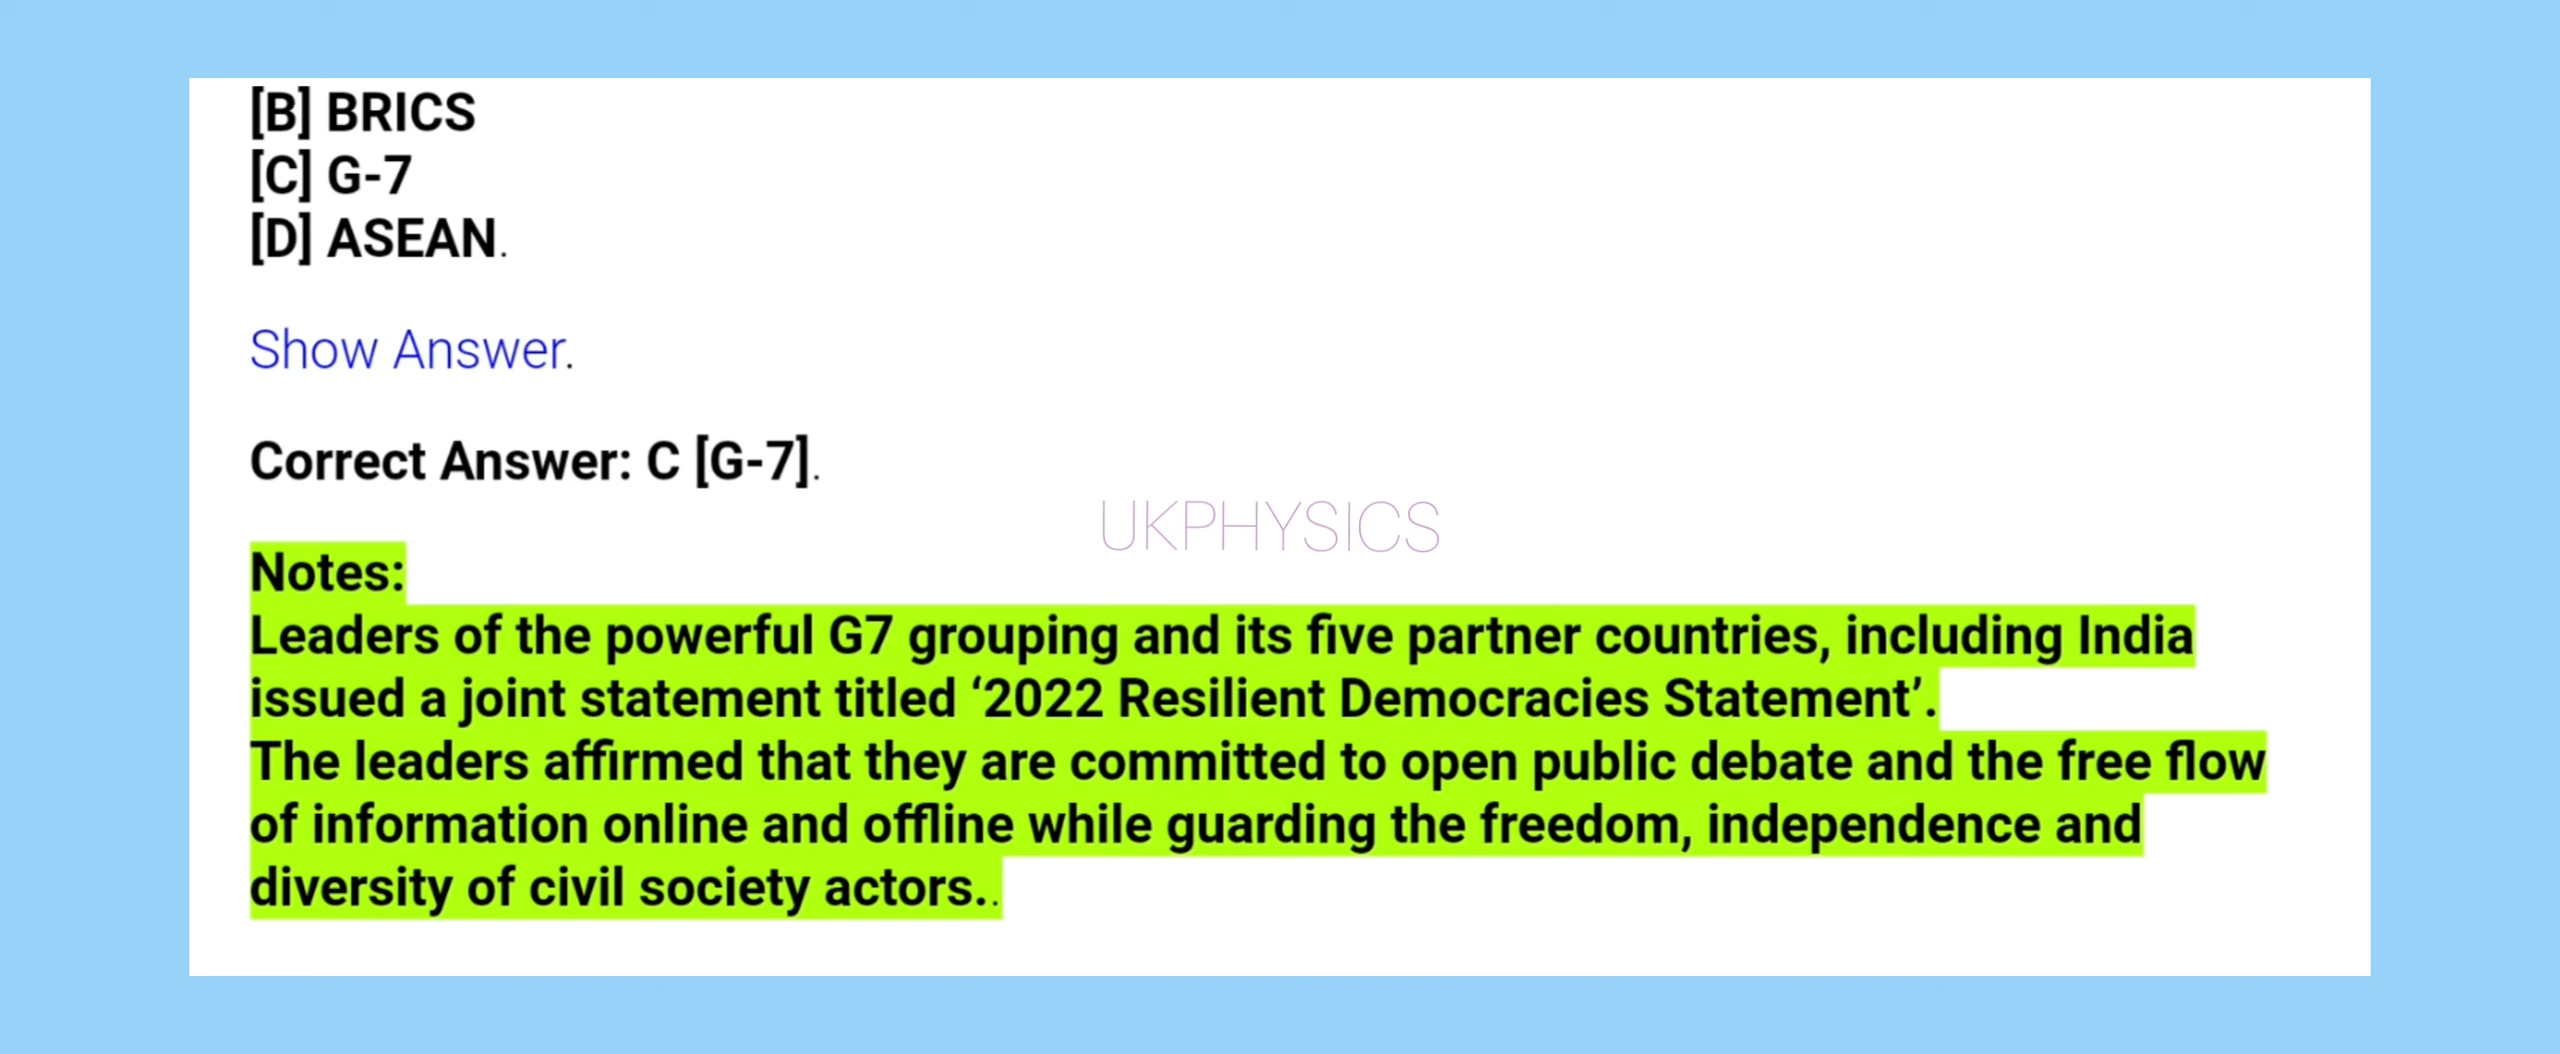 [B] BRICS
[C] G-7
[D] ASEAN.
Show Answer.
Correct Answer: C [G-7].
UKPHYSICS
Notes:
Leaders of the powerful G7 grouping and its five partner countries, including India
issued a joint statement titled ‘2022 Resilient Democracies Statement’.
The leaders affirmed that they are committed to open public debate and the free flow
of information online and offline while guarding the freedom, independence and
diversity of civil society actors..